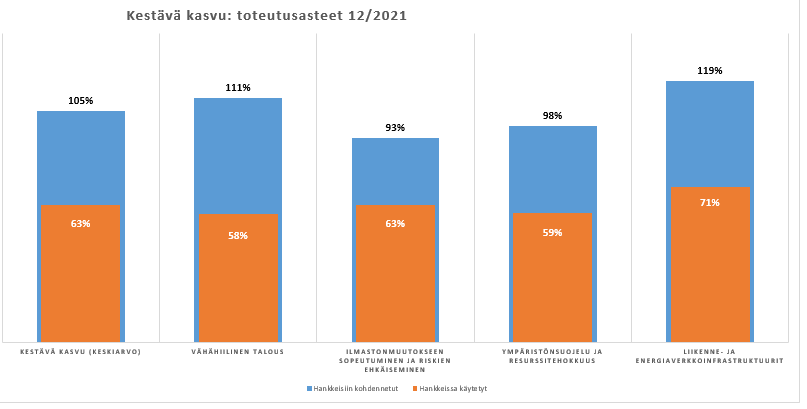 Kestävä kasvu: toteutusasteet 12/2021
105%
111%
93%
98%
119%
63%
58%
63%
59%
71%
KESTÄVÄ KASVU (KESKIARVO)
VÄHÄHIILINEN TALOUS
ILMASTONMUUTOKSEEN
SOPEUTUMINEN JA RISKIEN
EHKÄISEMINEN
YMPÄRISTÖNSUOJELU JA
RESURSSITEHOKKUUS
LIIKENNE- JA
ENERGIAVERKKOINFRASTRUKTUURIT
Hankkeisiin kohdennetut
Hankkeissa käytetyt